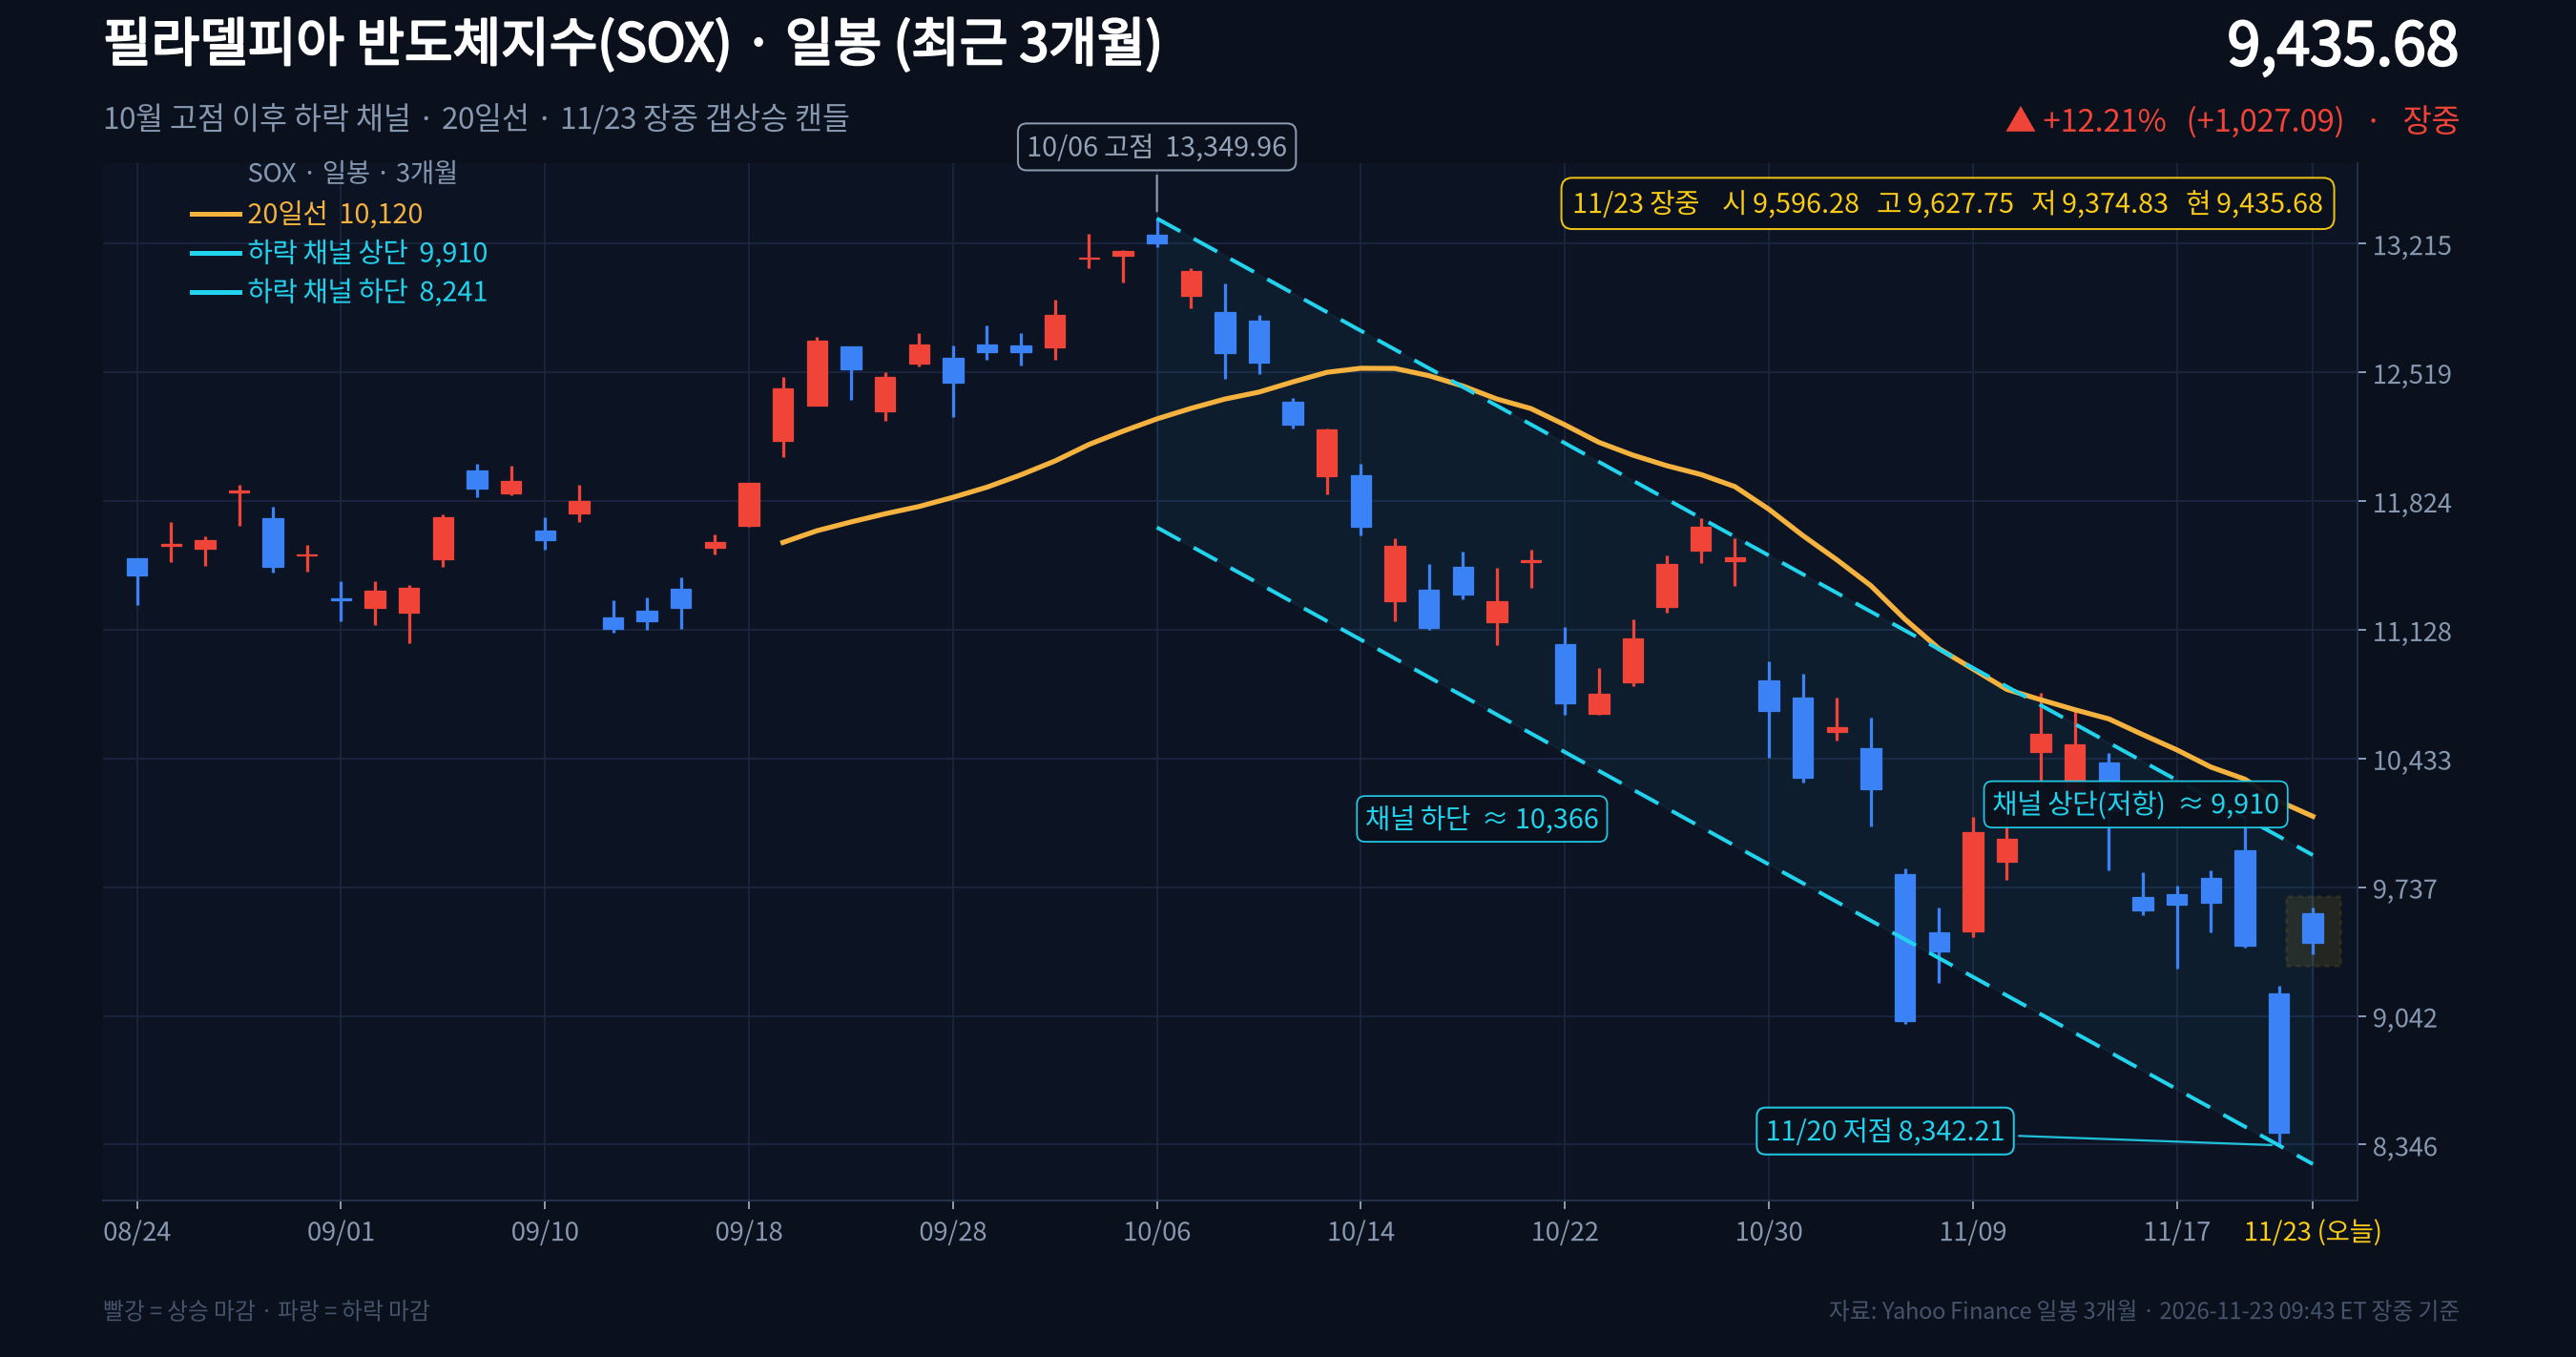 필라델피아 반도체지수(SOX) · 일봉 (최근 3개월)
9,435.68
10월 고점 이후 하락 채널 · 20일선 · 11/23 장중 갭상승 캔들
▲ +12.21% (+1,027.09) · 장중
10/06 고점 13,349.96
SOX · 일봉 · 3개월
20일선 10,120
하락 채널 상단 9,910
하락 채널 하단 8,241
11/23 장중 시 9,596.28 고 9,627.75 저 9,374.83 현 9,435.68
13,215
12,519
11,824
11,128
10,433
9,737
9,042
8,346
채널 하단 ≈ 10,366
채널 상단(저항) ≈ 9,910
11/20 저점 8,342.21
08/24 09/01 09/10 09/18 09/28 10/06 10/14 10/22 10/30 11/09 11/17 11/23 (오늘)
빨강 = 상승 마감 · 파랑 = 하락 마감
자료: Yahoo Finance 일봉 3개월 · 2026-11-23 09:43 ET 장중 기준